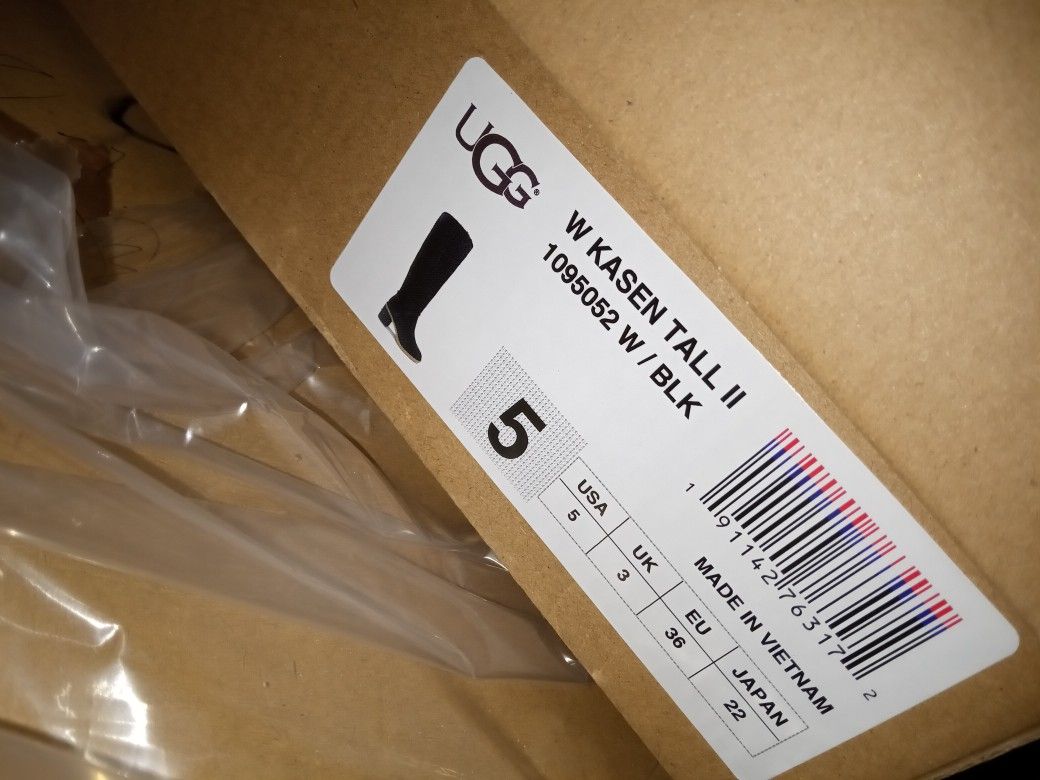 UGG®
W KASEN TALL II
1095052 W / BLK
5
USA UK EU JAPAN
5 3 36 22
1 91142 76317 2
MADE IN VIETNAM